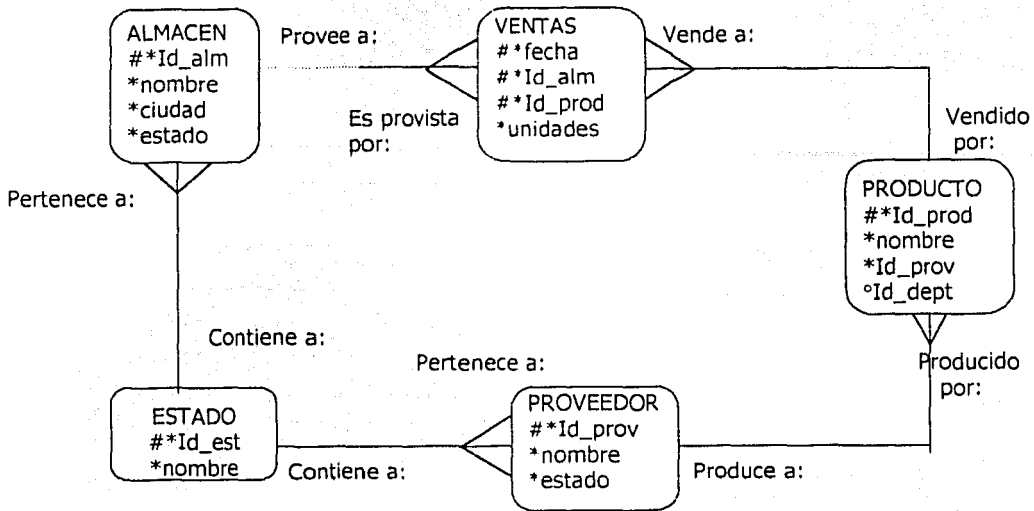 ALMACEN
#*Id_alm
*nombre
*ciudad
*estado
Provee a:
Es provista
por:
VENTAS
#*fecha
#*Id_alm
#*Id_prod
*unidades
Vende a:
Vendido
por:
PRODUCTO
#*Id_prod
*nombre
*Id_prov
°Id_dept
Pertenece a:
Contiene a:
Pertenece a:
Producido
por:
ESTADO
#*Id_est
*nombre
Contiene a:
PROVEEDOR
#*Id_prov
*nombre
*estado
Produce a: